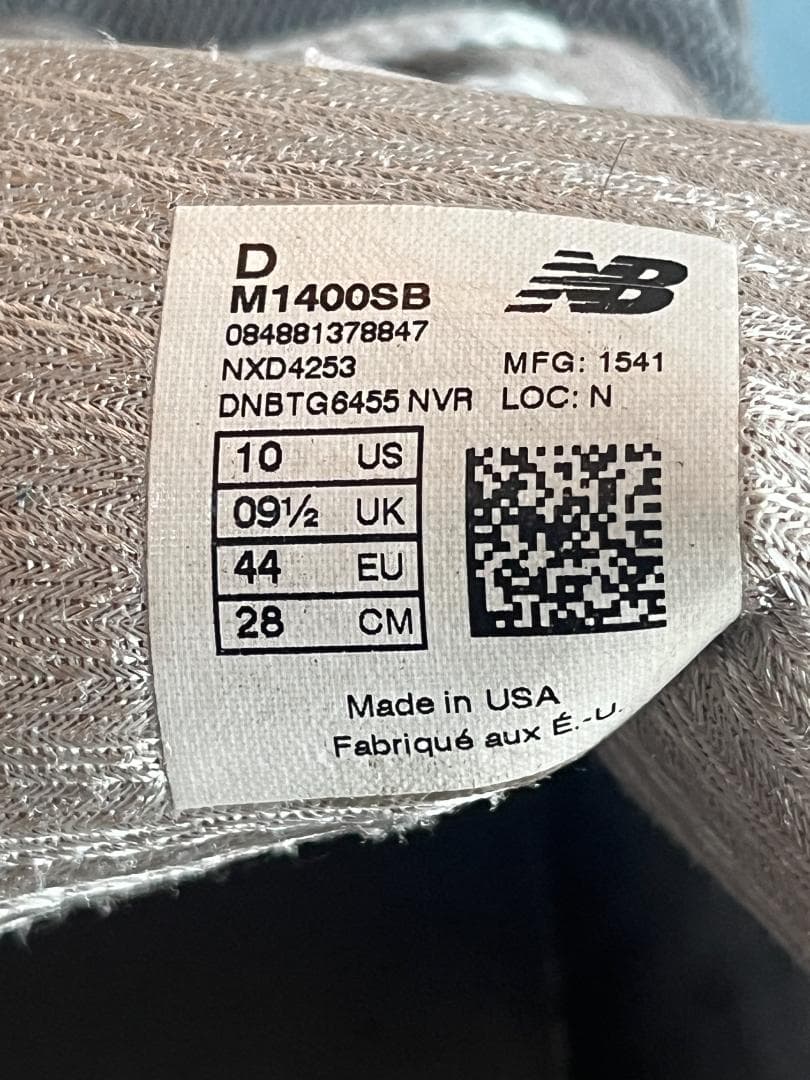 D
NB
M1400SB
084881378847
NXD4253 MFG: 1541
DNBTG6455 NVR LOC: N
10 US
09½ UK
44 EU
28 CM
Made in USA
Fabriqué aux É.-U.